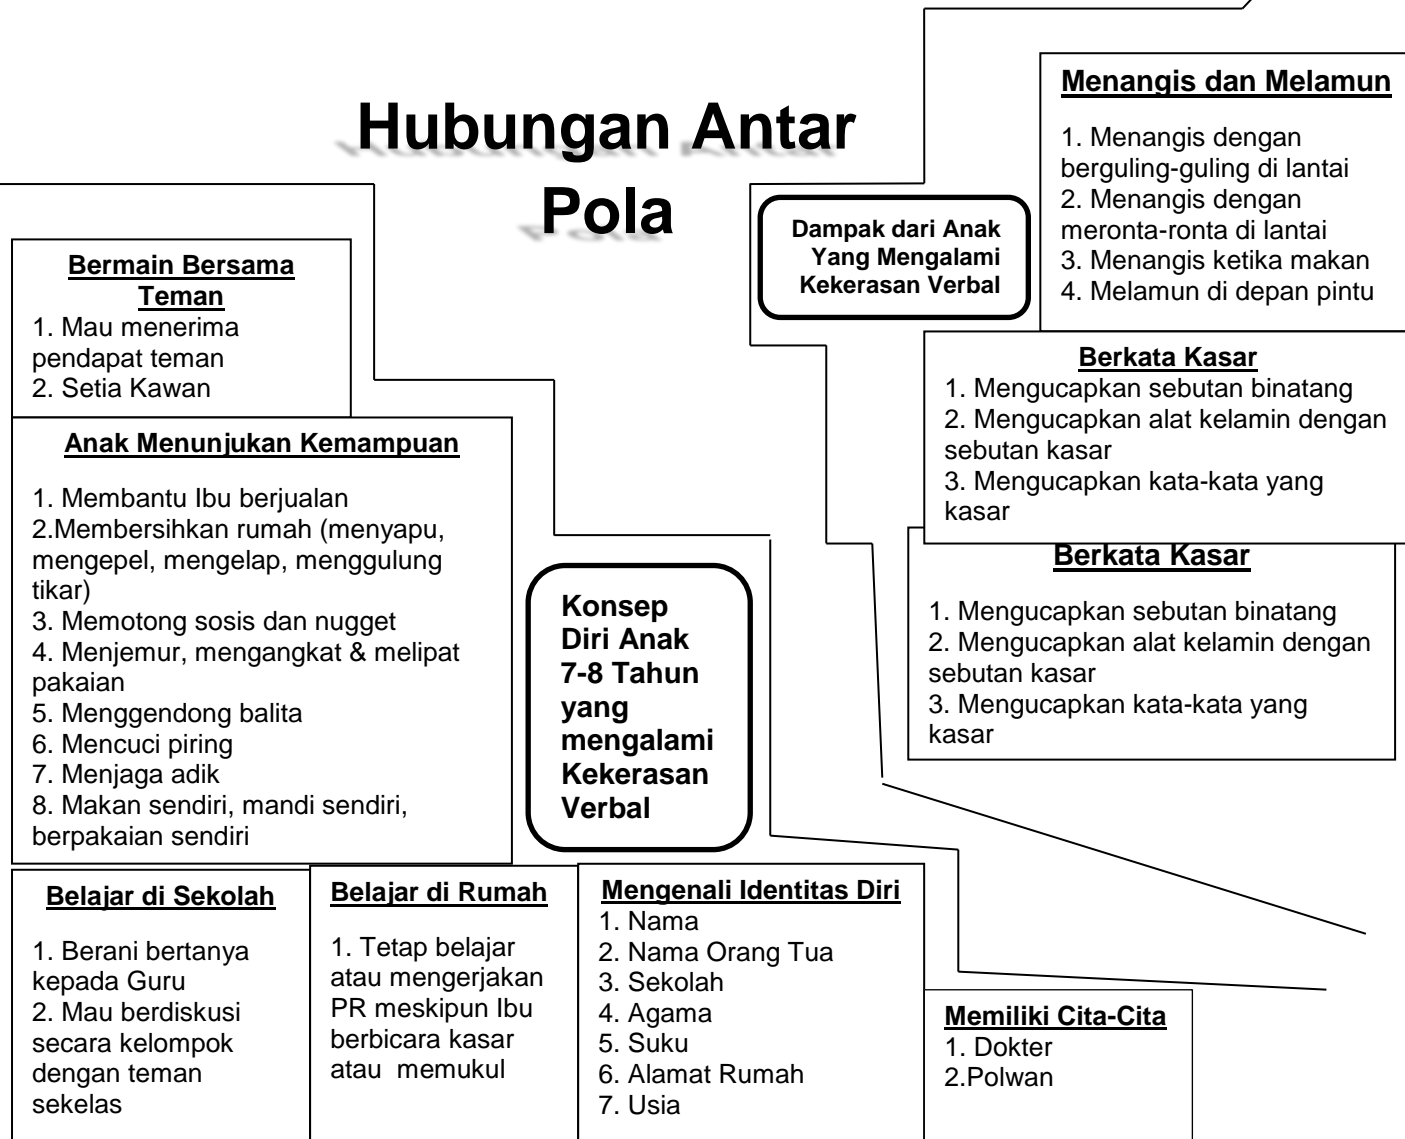 Hubungan Antar
Pola
Bermain Bersama
Teman
1. Mau menerima
pendapat teman
2. Setia Kawan
Anak Menunjukan Kemampuan
1. Membantu Ibu berjualan
2.Membersihkan rumah (menyapu,
mengepel, mengelap, menggulung
tikar)
3. Memotong sosis dan nugget
4. Menjemur, mengangkat & melipat
pakaian
5. Menggendong balita
6. Mencuci piring
7. Menjaga adik
8. Makan sendiri, mandi sendiri,
berpakaian sendiri
Belajar di Sekolah
1. Berani bertanya
kepada Guru
2. Mau berdiskusi
secara kelompok
dengan teman
sekelas
Belajar di Rumah
1. Tetap belajar
atau mengerjakan
PR meskipun Ibu
berbicara kasar
atau memukul
Konsep
Diri Anak
7-8 Tahun
yang
mengalami
Kekerasan
Verbal
Mengenali Identitas Diri
1. Nama
2. Nama Orang Tua
3. Sekolah
4. Agama
5. Suku
6. Alamat Rumah
7. Usia
Memiliki Cita-Cita
1. Dokter
2.Polwan
Dampak dari Anak
Yang Mengalami
Kekerasan Verbal
Menangis dan Melamun
1. Menangis dengan
berguling-guling di lantai
2. Menangis dengan
meronta-ronta di lantai
3. Menangis ketika makan
4. Melamun di depan pintu
Berkata Kasar
1. Mengucapkan sebutan binatang
2. Mengucapkan alat kelamin dengan
sebutan kasar
3. Mengucapkan kata-kata yang
kasar
Berkata Kasar
1. Mengucapkan sebutan binatang
2. Mengucapkan alat kelamin dengan
sebutan kasar
3. Mengucapkan kata-kata yang
kasar